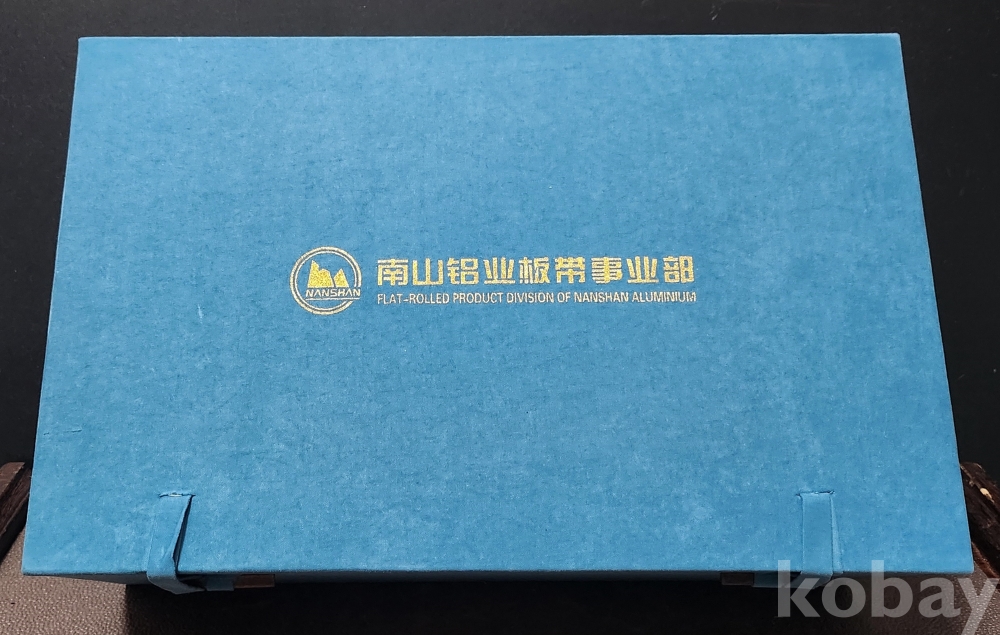 NANSHAN
南山铝业板带事业部
FLAT-ROLLED PRODUCT DIVISION OF NANSHAN ALUMINIUM
kobay